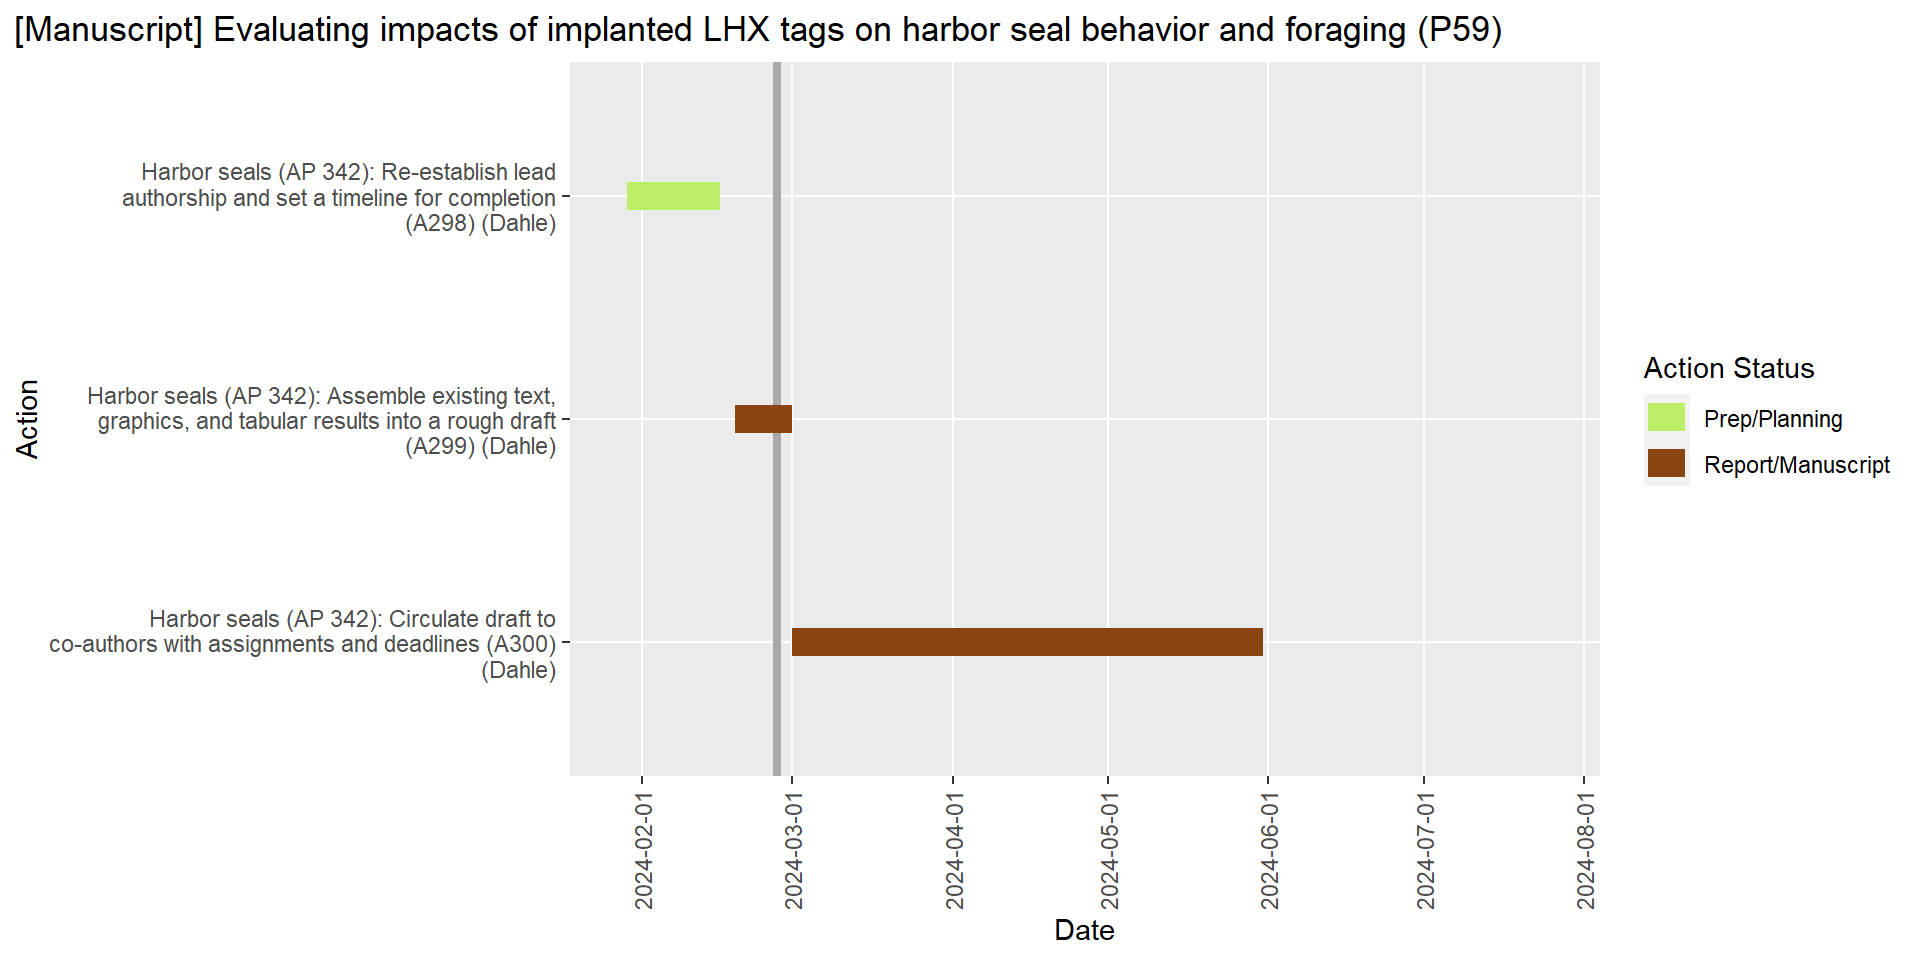 [Manuscript] Evaluating impacts of implanted LHX tags on harbor seal behavior and foraging (P59)
Harbor seals (AP 342): Re-establish lead
authorship and set a timeline for completion
(A298) (Dahle)
Harbor seals (AP 342): Assemble existing text,
graphics, and tabular results into a rough draft
(A299) (Dahle)
Harbor seals (AP 342): Circulate draft to
co-authors with assignments and deadlines (A300)
(Dahle)
Action
2024-02-01
2024-03-01
2024-04-01
2024-05-01
2024-06-01
2024-07-01
2024-08-01
Date
Action Status
Prep/Planning
Report/Manuscript